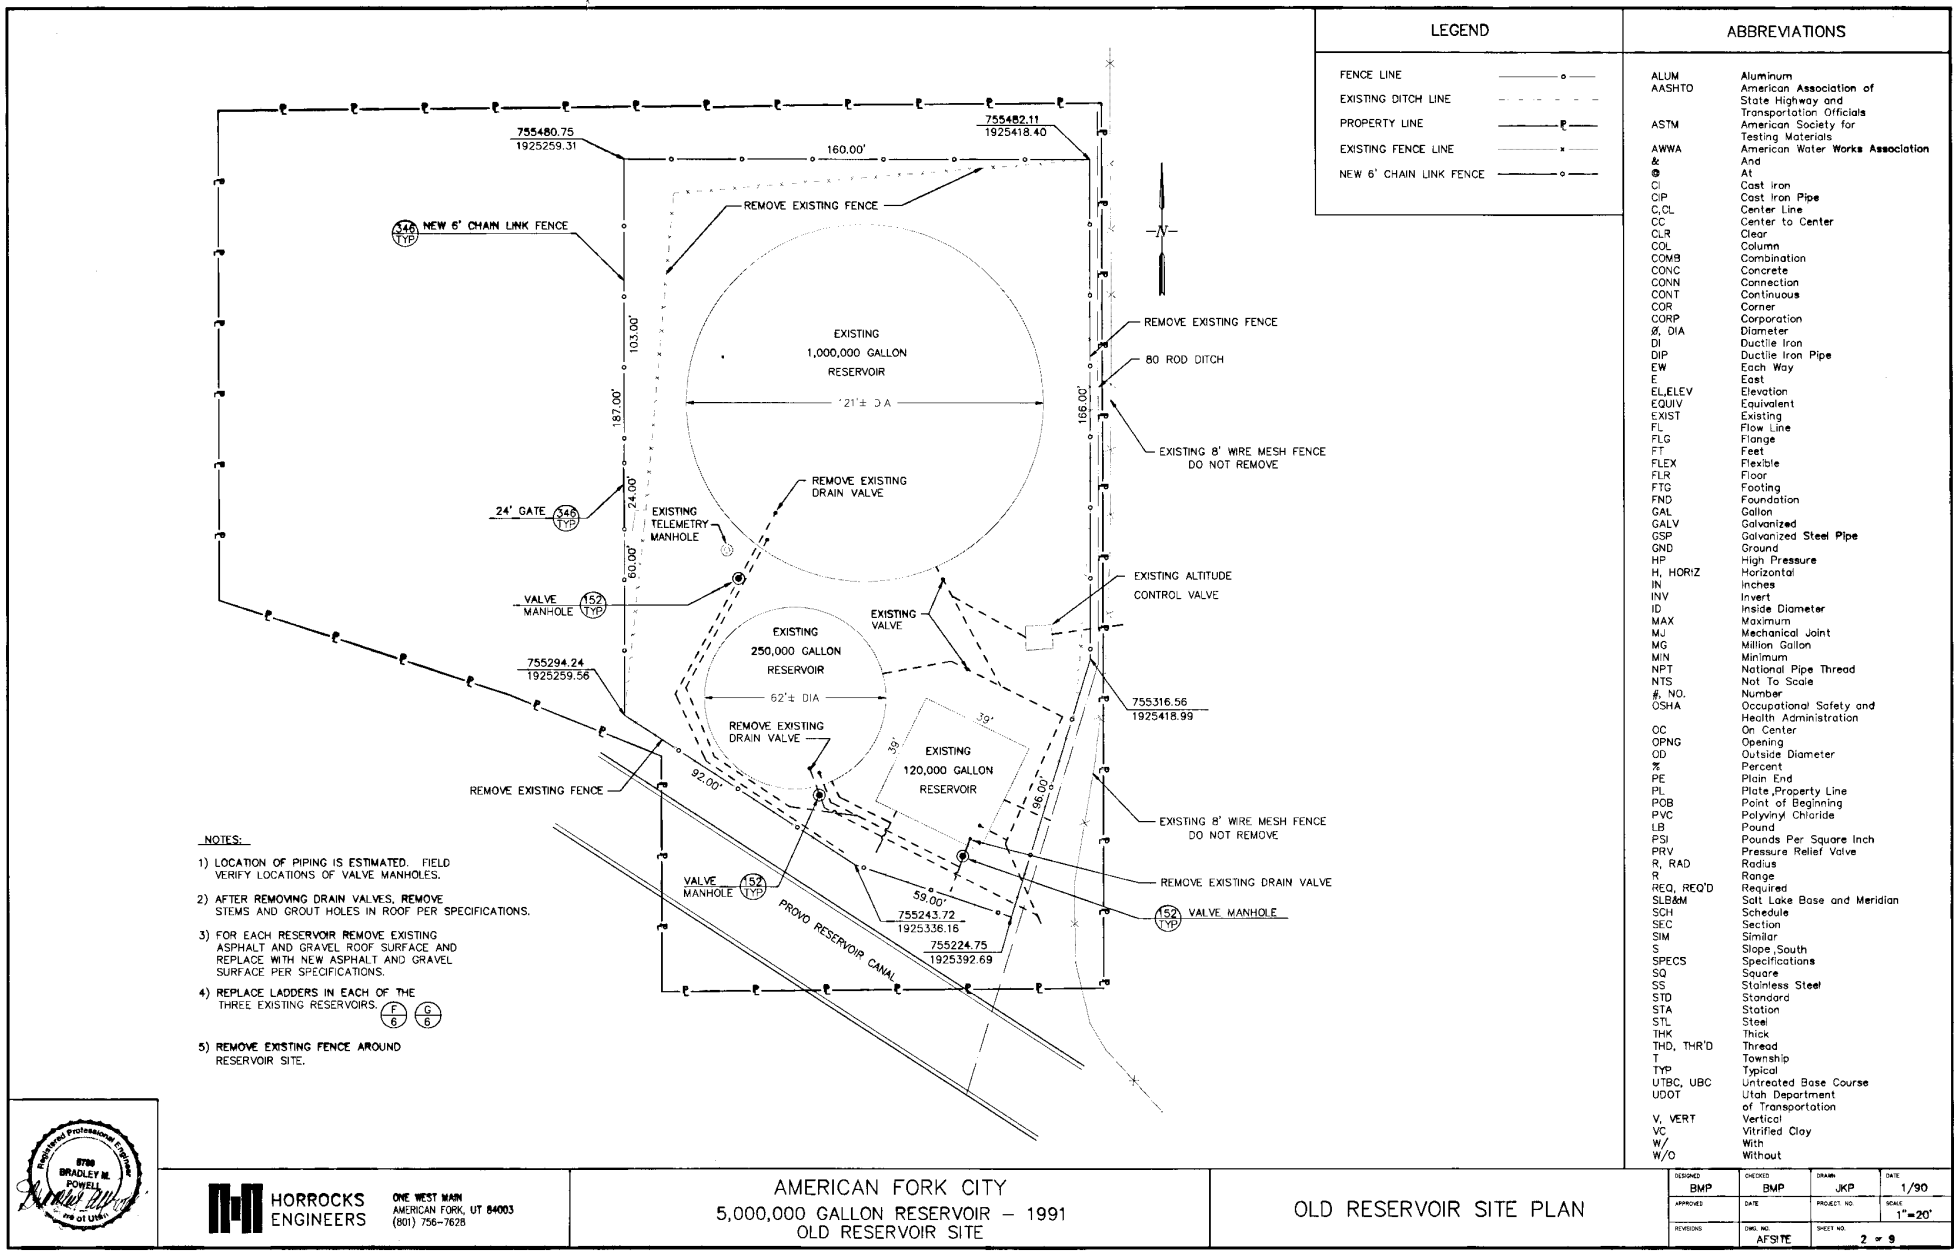 LEGEND
FENCE LINE
EXISTING DITCH LINE
PROPERTY LINE
EXISTING FENCE LINE
NEW 6' CHAIN LINK FENCE
ABBREVIATIONS
ALUM Aluminum
AASHTO American Association of
State Highway and
Transportation Officials
ASTM American Society for
Testing Materials
AWWA American Water Works Association
& And
@ At
CI Cast Iron
CIP Cast Iron Pipe
C,CL Center Line
CC Center to Center
CLR Clear
COL Column
COMB Combination
CONC Concrete
CONN Connection
CONT Continuous
COR Corner
CORP Corporation
Ø, DIA Diameter
DI Ductile Iron
DIP Ductile Iron Pipe
EW Each Way
E East
EL,ELEV Elevation
EQUIV Equivalent
EXIST Existing
FL Flow Line
FLG Flange
FT Feet
FLEX Flexible
FLR Floor
FTG Footing
FND Foundation
GAL Gallon
GALV Galvanized
GSP Galvanized Steel Pipe
GND Ground
HP High Pressure
H, HORIZ Horizontal
IN Inches
INV Invert
ID Inside Diameter
MAX Maximum
MJ Mechanical Joint
MG Million Gallon
MIN Minimum
NPT National Pipe Thread
NTS Not To Scale
#, NO. Number
OSHA Occupational Safety and
Health Administration
OC On Center
OPNG Opening
OD Outside Diameter
% Percent
PE Plain End
PL Plate,Property Line
POB Point of Beginning
PVC Polyvinyl Chloride
LB Pound
PSI Pounds Per Square Inch
PRV Pressure Relief Valve
R, RAD Radius
R Range
REQ, REQ'D Required
SLB&M Salt Lake Base and Meridian
SCH Schedule
SEC Section
SIM Similar
S Slope,South
SPECS Specifications
SQ Square
SS Stainless Steel
STD Standard
STA Station
STL Steel
THK Thick
THD, THR'D Thread
T Township
TYP Typical
UTBC, UBC Untreated Base Course
UDOT Utah Department
of Transportation
V, VERT Vertical
VC Vitrified Clay
W/ With
W/O Without
755480.75
1925259.31
755482.11
1925418.40
160.00'
REMOVE EXISTING FENCE
346
TYP
NEW 6' CHAIN LINK FENCE
N
EXISTING
1,000,000 GALLON
RESERVOIR
103.00'
187.00'
166.00'
REMOVE EXISTING FENCE
80 ROD DITCH
EXISTING 8' WIRE MESH FENCE
DO NOT REMOVE
REMOVE EXISTING
DRAIN VALVE
24' GATE
346
TYP
24.00'
EXISTING
TELEMETRY
MANHOLE
60.00'
VALVE
MANHOLE
152
TYP
EXISTING
VALVE
EXISTING ALTITUDE
CONTROL VALVE
EXISTING
250,000 GALLON
RESERVOIR
62'± DIA
755294.24
1925259.56
755316.56
1925418.99
REMOVE EXISTING
DRAIN VALVE
39'
39'
EXISTING
120,000 GALLON
RESERVOIR
REMOVE EXISTING FENCE
92.00'
96.00'
EXISTING 8' WIRE MESH FENCE
DO NOT REMOVE
REMOVE EXISTING DRAIN VALVE
VALVE
MANHOLE
152
TYP
152
TYP
VALVE MANHOLE
59.00'
755243.72
1925336.16
755224.75
1925392.69
PROVO RESERVOIR CANAL
NOTES:
1) LOCATION OF PIPING IS ESTIMATED. FIELD
VERIFY LOCATIONS OF VALVE MANHOLES.
2) AFTER REMOVING DRAIN VALVES, REMOVE
STEMS AND GROUT HOLES IN ROOF PER SPECIFICATIONS.
3) FOR EACH RESERVOIR REMOVE EXISTING
ASPHALT AND GRAVEL ROOF SURFACE AND
REPLACE WITH NEW ASPHALT AND GRAVEL
SURFACE PER SPECIFICATIONS.
4) REPLACE LADDERS IN EACH OF THE
THREE EXISTING RESERVOIRS.
F
6
G
6
5) REMOVE EXISTING FENCE AROUND
RESERVOIR SITE.
Registered Professional Engineer
BRADLEY M.
POWELL
HORROCKS
ENGINEERS
ONE WEST MAIN
AMERICAN FORK, UT 84003
(801) 756-7628
AMERICAN FORK CITY
5,000,000 GALLON RESERVOIR – 1991
OLD RESERVOIR SITE
OLD RESERVOIR SITE PLAN
DESIGNED BMP
CHECKED BMP
DRAWN JKP
DATE 1/90
APPROVED
DATE
PROJECT. NO.
SCALE 1"=20'
REVISIONS
DWG. NO. AFSITE
SHEET NO. 2 OF 9